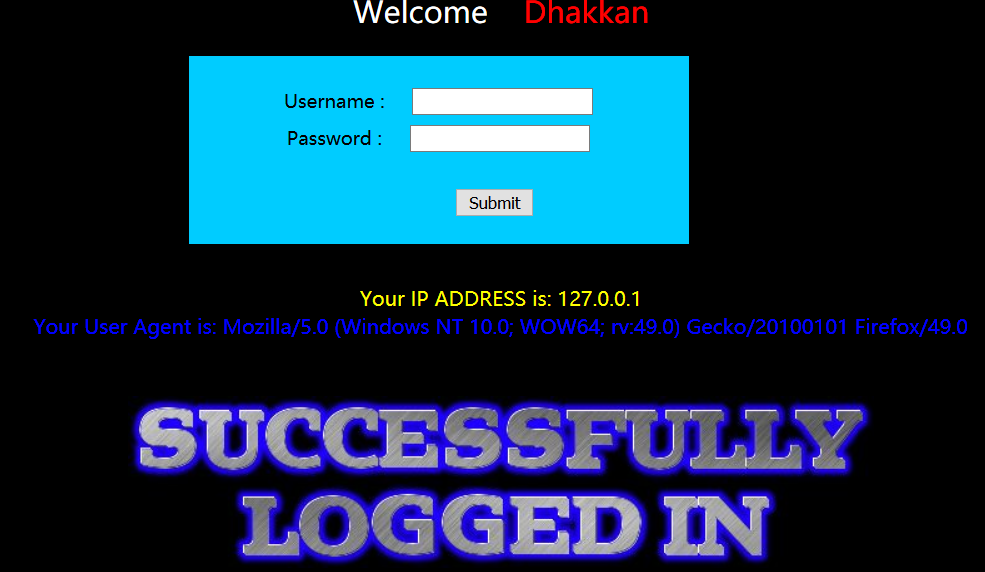 Welcome Dhakkan
Username :
Password :
Submit
Your IP ADDRESS is: 127.0.0.1
Your User Agent is: Mozilla/5.0 (Windows NT 10.0; WOW64; rv:49.0) Gecko/20100101 Firefox/49.0
SUCCESSFULLY
LOGGED IN